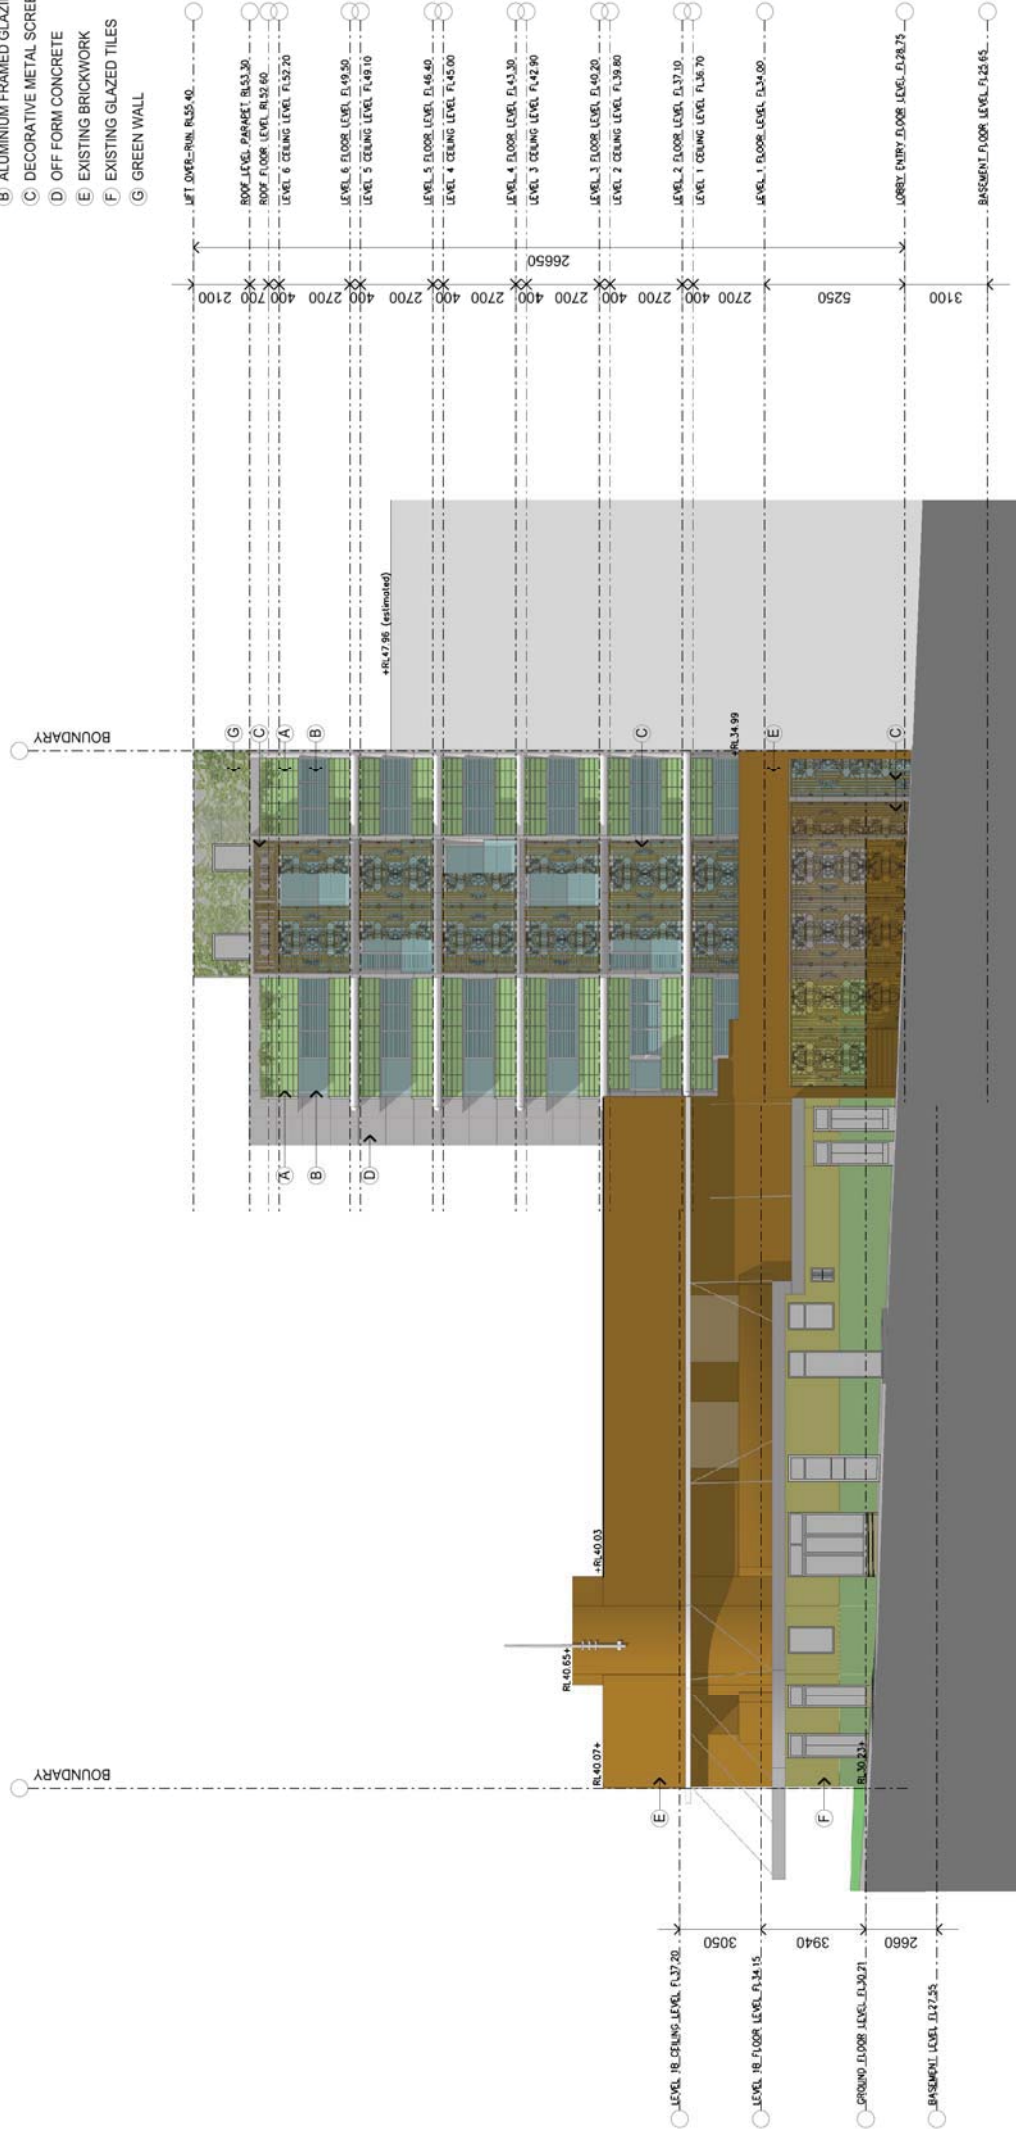 B ALUMINIUM FRAMED
C DECORATIVE METAL
D OFF FORM CONCRETE
E EXISTING BRICKWORK
F EXISTING GLAZED TILES
G GREEN WALL
BOUNDARY
BOUNDARY
LIFT OVER-RUN RL55.40
ROOF LEVEL PARAPET RL53.30
ROOF FLOOR LEVEL RL52.60
LEVEL 6 CEILING LEVEL FL52.20
LEVEL 6 FLOOR LEVEL FL49.50
LEVEL 5 CEILING LEVEL FL49.10
LEVEL 5 FLOOR LEVEL FL46.40
LEVEL 4 CEILING LEVEL FL45.00
LEVEL 4 FLOOR LEVEL FL43.30
LEVEL 3 CEILING LEVEL FL42.90
LEVEL 3 FLOOR LEVEL FL40.20
LEVEL 2 CEILING LEVEL FL39.80
LEVEL 2 FLOOR LEVEL FL37.10
LEVEL 1 CEILING LEVEL FL36.70
LEVEL 1 FLOOR LEVEL FL34.00
LOBBY ENTRY FLOOR LEVEL FL28.75
BASEMENT FLOOR LEVEL FL25.65
26650
2100
700
400
2700
400
2700
400
2700
400
2700
400
2700
400
2700
5250
3100
+RL47.96 (estimated)
+RL34.99
G
C
A
B
C
E
C
A
B
D
+RL40.03
RL40.65+
RL40.07+
RL30.23+
E
F
3050
3940
2660
LEVEL 1B CEILING LEVEL FL37.20
LEVEL 1B FLOOR LEVEL FL34.15
GROUND FLOOR LEVEL FL30.21
BASEMENT LEVEL FL27.55